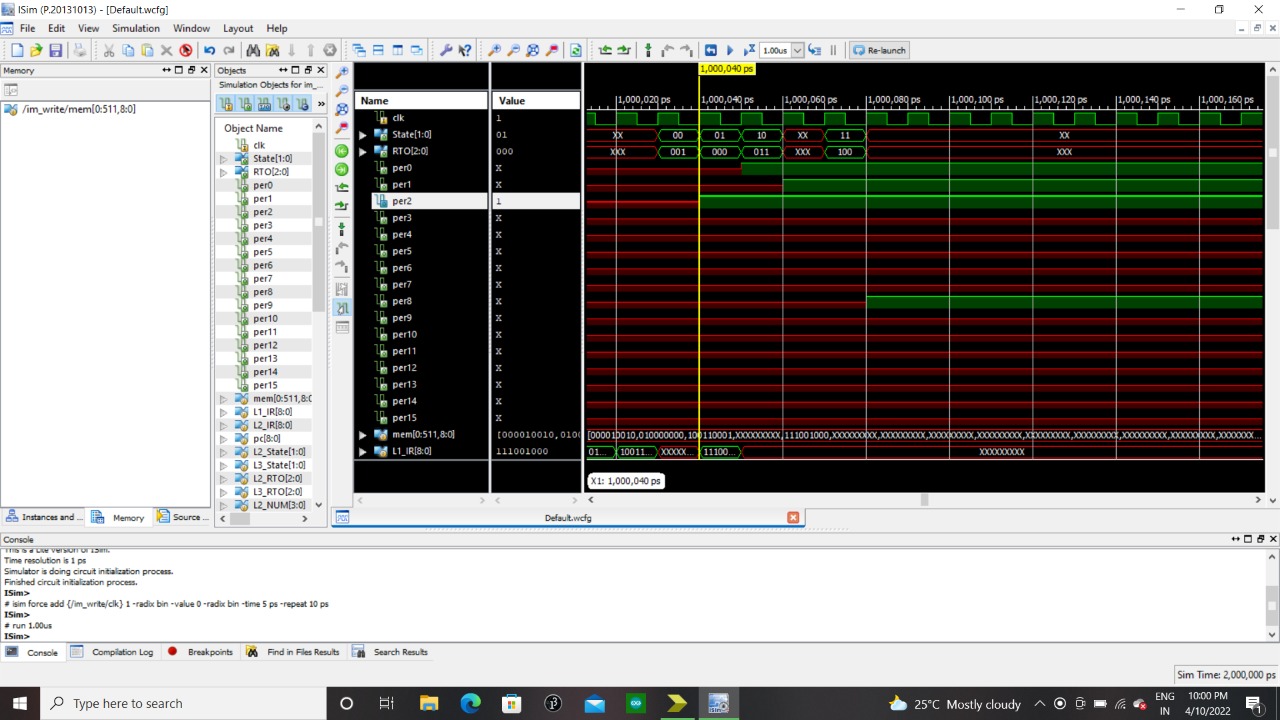 ISim (P.20131013) - [Default.wcfg]
File Edit View Simulation Window Layout Help
1.00us Re-launch
Memory
/im_write/mem[0:511,8:0]
Instances and ... Memory Source ...
Objects
Simulation Objects for im_...
»
Object Name
clk
State[1:0]
RTO[2:0]
per0
per1
per2
per3
per4
per5
per6
per7
per8
per9
per10
per11
per12
per13
per14
per15
mem[0:511,8:0
L1_IR[8:0]
L2_IR[8:0]
pc[8:0]
L2_State[1:0]
L3_State[1:0]
L2_RTO[2:0]
L3_RTO[2:0]
L2_NUM[3:0]
1,000,040 ps
Name Value 1,000,020 ps 1,000,040 ps 1,000,060 ps 1,000,080 ps 1,000,100 ps 1,000,120 ps 1,000,140 ps 1,000,160 ps
clk 1
State[1:0] 01 XX 00 01 10 XX 11 XX
RTO[2:0] 000 XXX 001 000 011 XXX 100 XXX
per0 X
per1 X
per2 1
per3 X
per4 X
per5 X
per6 X
per7 X
per8 X
per9 X
per10 X
per11 X
per12 X
per13 X
per14 X
per15 X
mem[0:511,8:0] [000010010,0100 [000010010,010000000,100110001,XXXXXXXXX,111001000,XXXXXXXXX,XXXXXXXXX,XXXXXXXXX,XXXXXXXXX,XXXXXXXXX,XXXXXXXXX,XXXXXXXXX,XXXXXXX...
L1_IR[8:0] 111001000 01... 10011... XXXXX... 11100... XXXXXXXXX
X1: 1,000,040 ps
Default.wcfg
Console
This is a Lite version of ISim.
Time resolution is 1 ps
Simulator is doing circuit initialization process.
Finished circuit initialization process.
ISim>
# isim force add {/im_write/clk} 1 -radix bin -value 0 -radix bin -time 5 ps -repeat 10 ps
ISim>
# run 1.00us
ISim>
Console Compilation Log Breakpoints Find in Files Results Search Results
Sim Time: 2,000,000 ps
Type here to search
25°C Mostly cloudy
ENG
IN
10:00 PM
4/10/2022